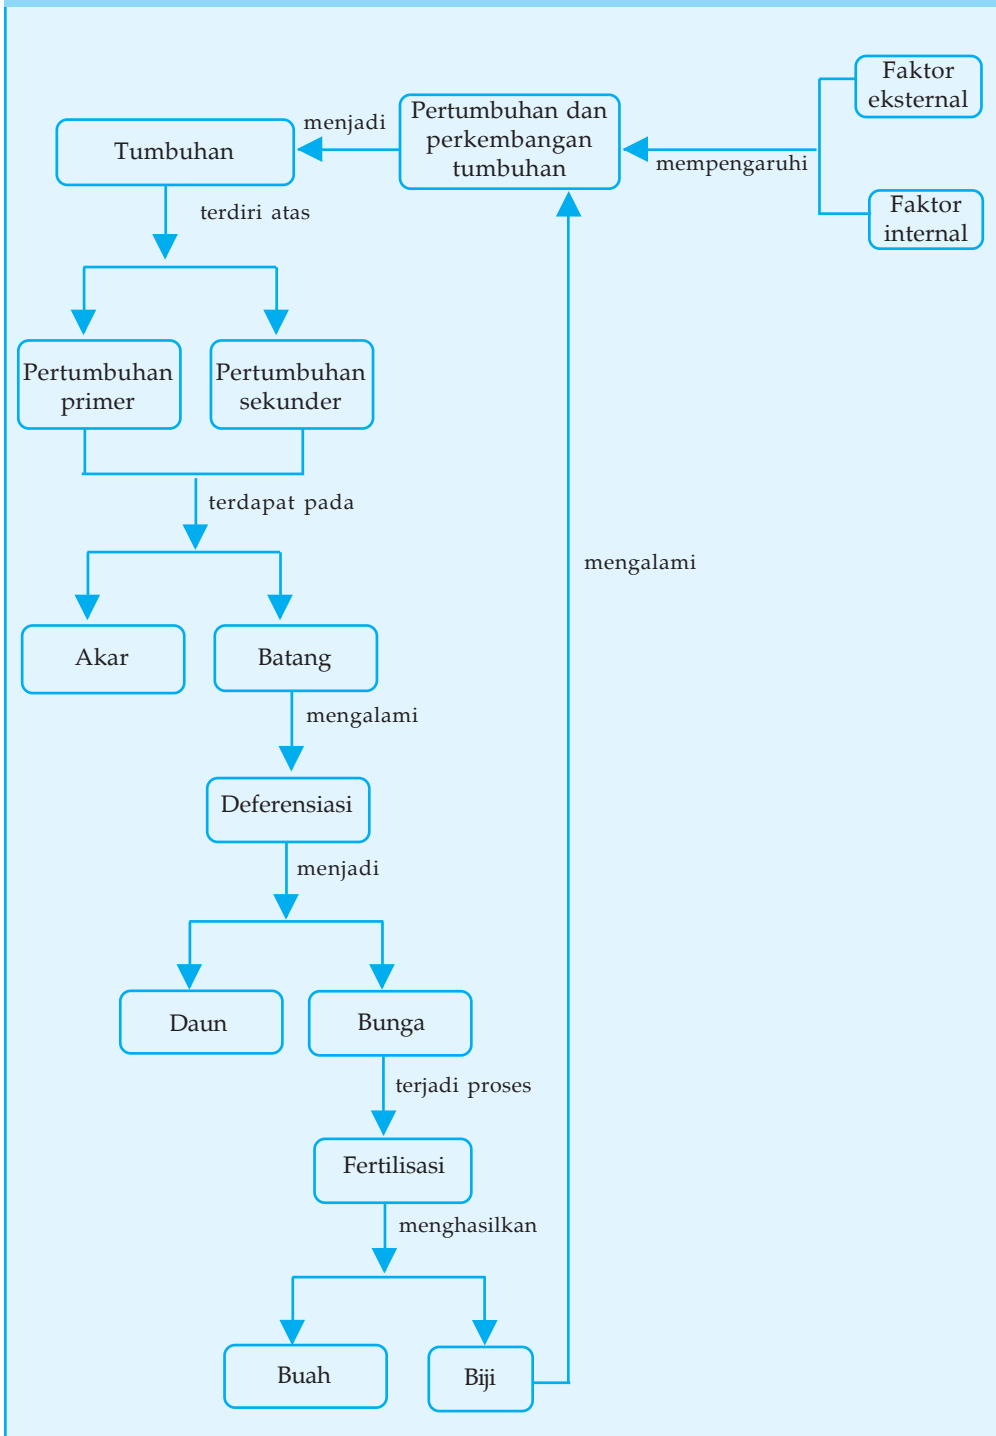 Faktor
eksternal
Pertumbuhan dan
perkembangan
tumbuhan
menjadi
Tumbuhan
mempengaruhi
Faktor
internal
terdiri atas
Pertumbuhan
primer
Pertumbuhan
sekunder
terdapat pada
mengalami
Akar
Batang
mengalami
Deferensiasi
menjadi
Daun
Bunga
terjadi proses
Fertilisasi
menghasilkan
Buah
Biji